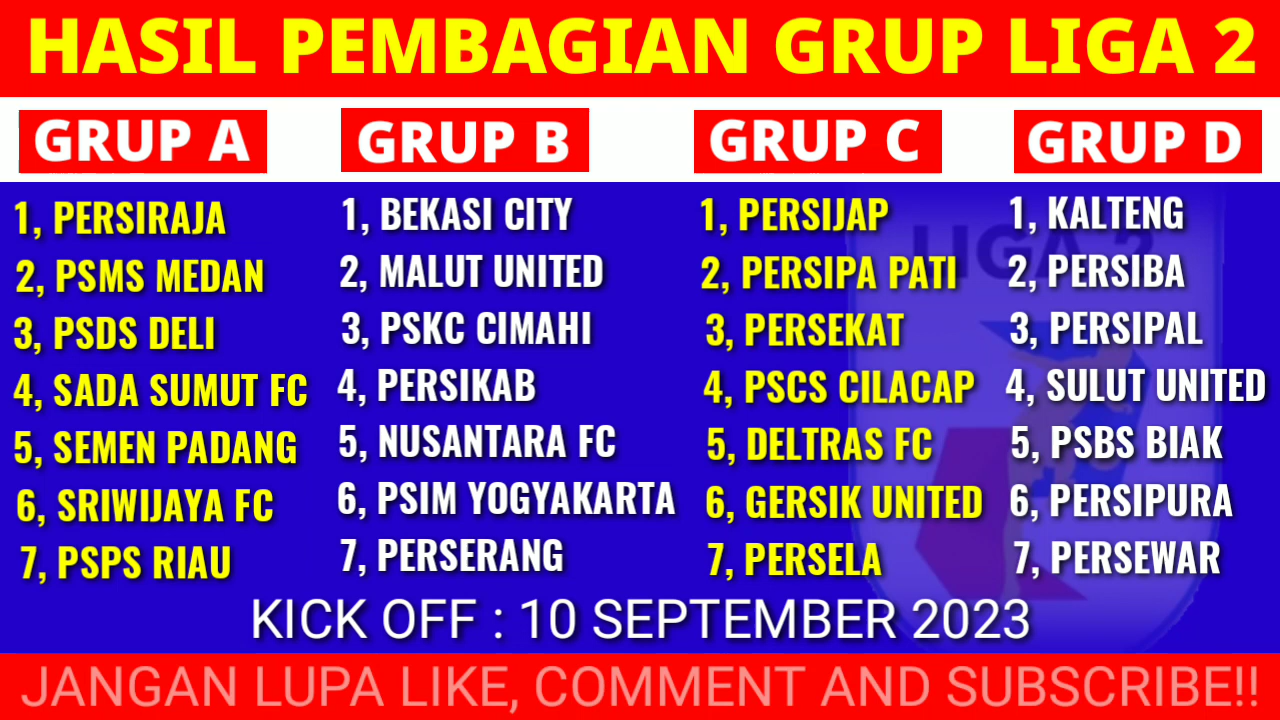 HASIL PEMBAGIAN GRUP LIGA 2
GRUP A
1, PERSIRAJA
2, PSMS MEDAN
3, PSDS DELI
4, SADA SUMUT FC
5, SEMEN PADANG
6, SRIWIJAYA FC
7, PSPS RIAU
GRUP B
1, BEKASI CITY
2, MALUT UNITED
3, PSKC CIMAHI
4, PERSIKAB
5, NUSANTARA FC
6, PSIM YOGYAKARTA
7, PERSERANG
GRUP C
1, PERSIJAP
2, PERSIPA PATI
3, PERSEKAT
4, PSCS CILACAP
5, DELTRAS FC
6, GERSIK UNITED
7, PERSELA
GRUP D
1, KALTENG
2, PERSIBA
3, PERSIPAL
4, SULUT UNITED
5, PSBS BIAK
6, PERSIPURA
7, PERSEWAR
LIGA 2
KICK OFF : 10 SEPTEMBER 2023
JANGAN LUPA LIKE, COMMENT AND SUBSCRIBE!!